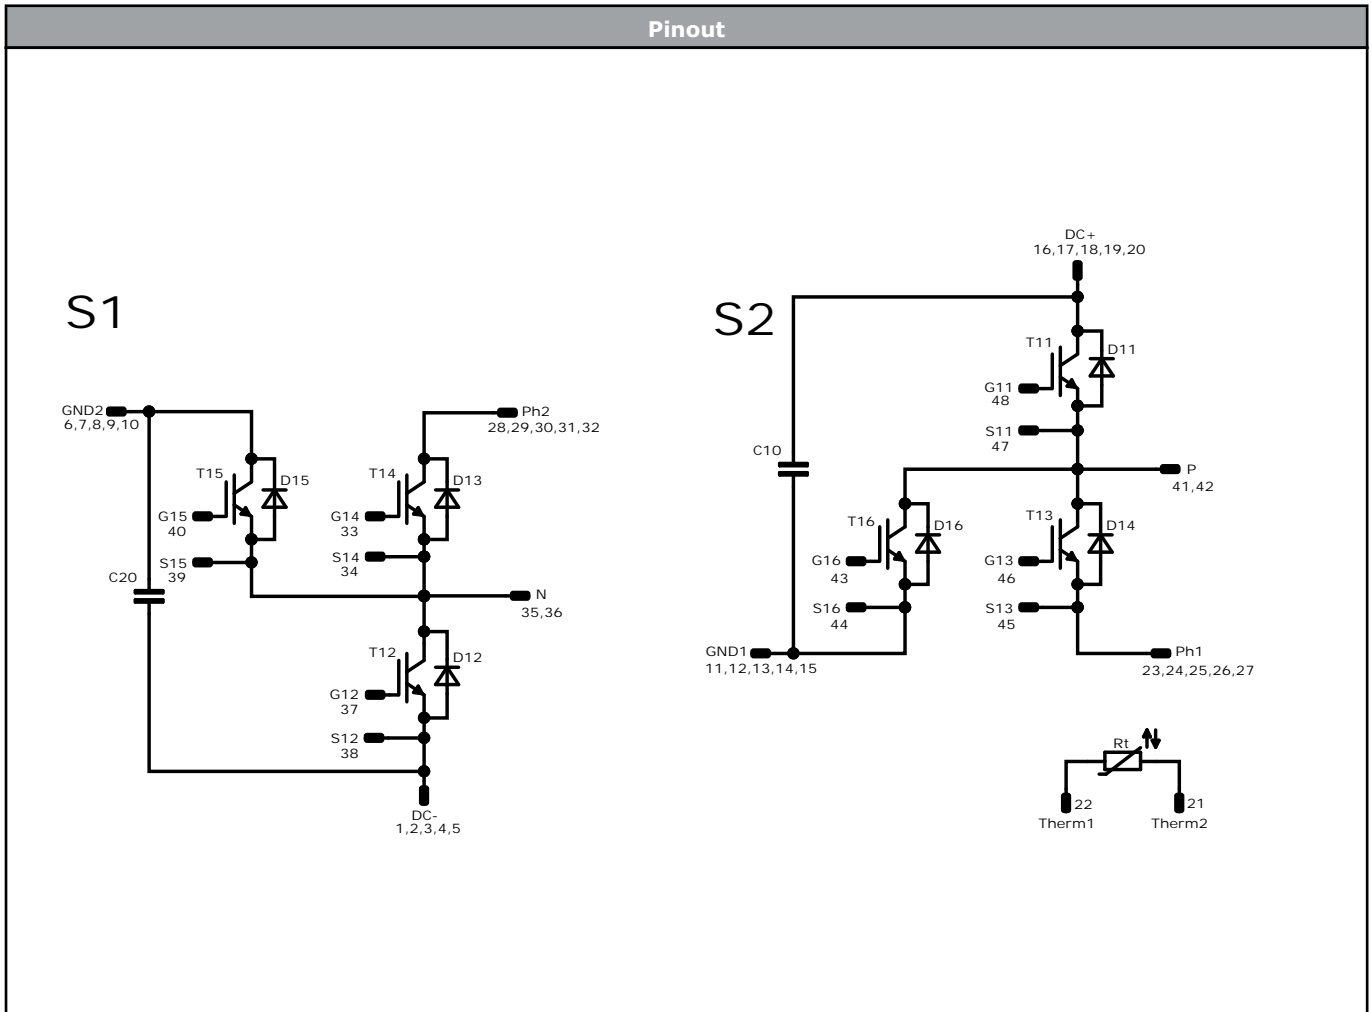 Pinout
S1
GND2
6,7,8,9,10
T15
D15
G15
40
S15
39
C20
Ph2
28,29,30,31,32
T14
D13
G14
33
S14
34
N
35,36
T12
D12
G12
37
S12
38
DC-
1,2,3,4,5
S2
DC+
16,17,18,19,20
T11
D11
G11
48
S11
47
C10
P
41,42
T16
D16
G16
43
S16
44
T13
D14
G13
46
S13
45
GND1
11,12,13,14,15
Ph1
23,24,25,26,27
Rt
22
21
Therm1
Therm2